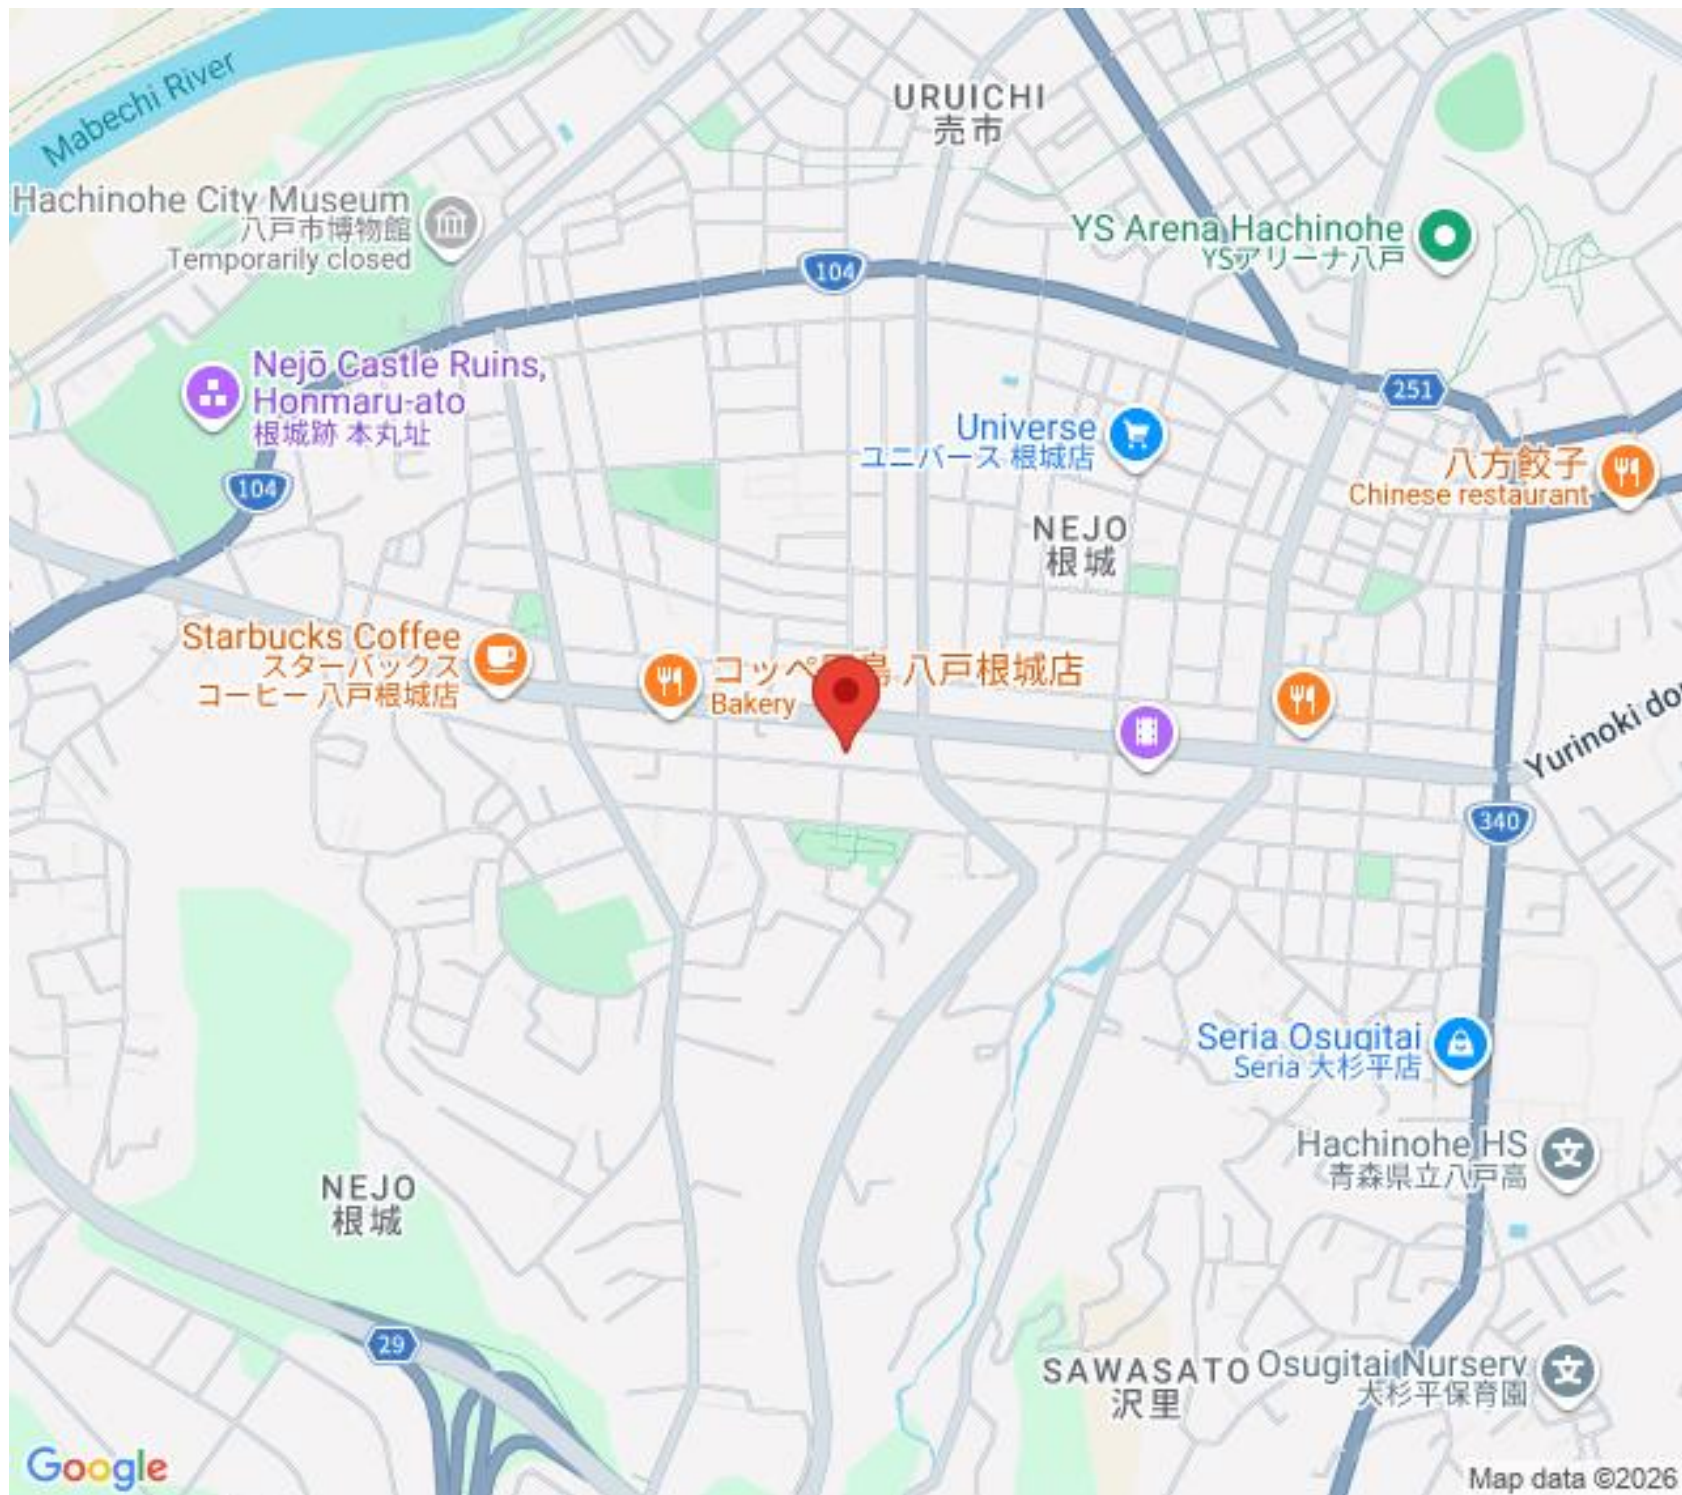 Mabechi River
URUICHI
売市
Hachinohe City Museum
八戸市博物館
Temporarily closed
YS Arena Hachinohe
YSアリーナ八戸
104
Nejō Castle Ruins,
Honmaru-ato
根城跡 本丸址
251
Universe
ユニバース 根城店
八方餃子
Chinese restaurant
104
NEJO
根城
Starbucks Coffee
スターバックス
コーヒー 八戸根城店
八戸根城店
Bakery
Yurinoki
340
Seria Osugitai
Seria 大杉平店
Hachinohe HS
青森県立八戸高
NEJO
根城
29
SAWASATO
沢里
Osugitai Nurserv
大杉平保育園
Google
Map data ©2026